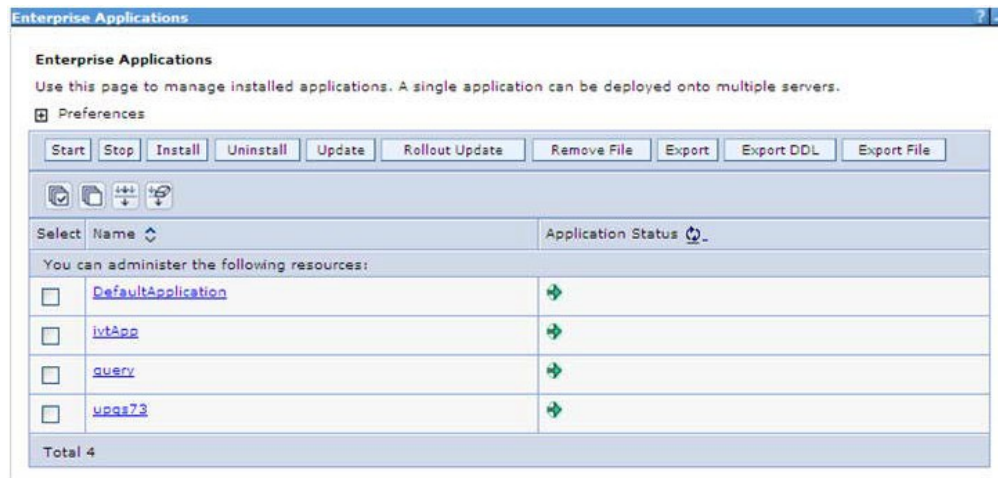 Enterprise Applications
?
Enterprise Applications
Use this page to manage installed applications. A single application can be deployed onto multiple servers.
Preferences
Start Stop Install Uninstall Update Rollout Update Remove File Export Export DDL Export File
Select Name Application Status
You can administer the following resources:
DefaultApplication
ivtApp
query
upgs73
Total 4